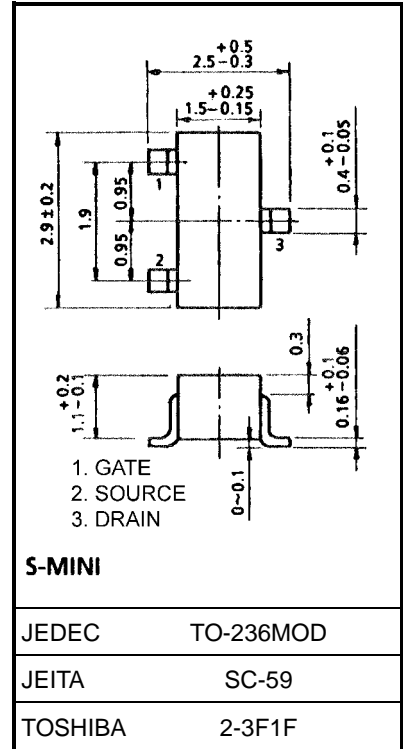 +0.5
2.5−0.3
+0.25
1.5−0.15
+0.1
0.4−0.05
2.9±0.2
1.9
0.95
0.95
1
2
3
+0.2
1.1−0.1
0.3
+0.1
0.16−0.06
0~0.1
1. GATE
2. SOURCE
3. DRAIN
S-MINI
JEDEC TO-236MOD
JEITA SC-59
TOSHIBA 2-3F1F